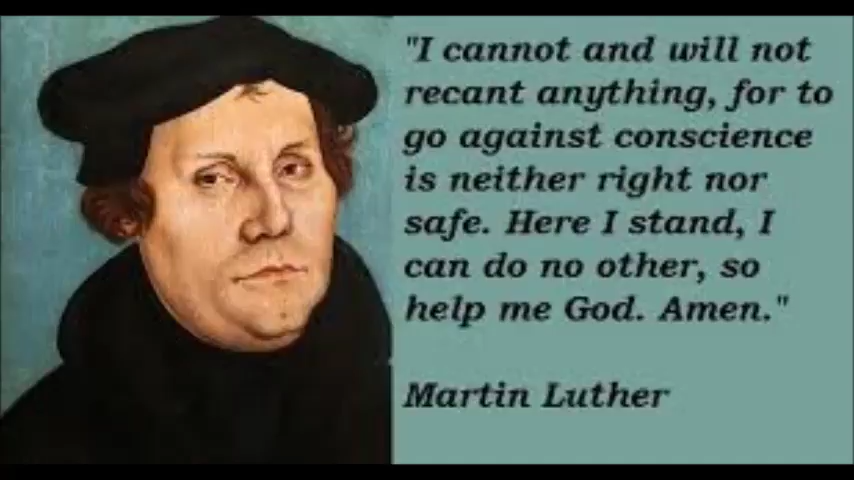 "I cannot and will not
recant anything, for to
go against conscience
is neither right nor
safe. Here I stand, I
can do no other, so
help me God. Amen."
Martin Luther